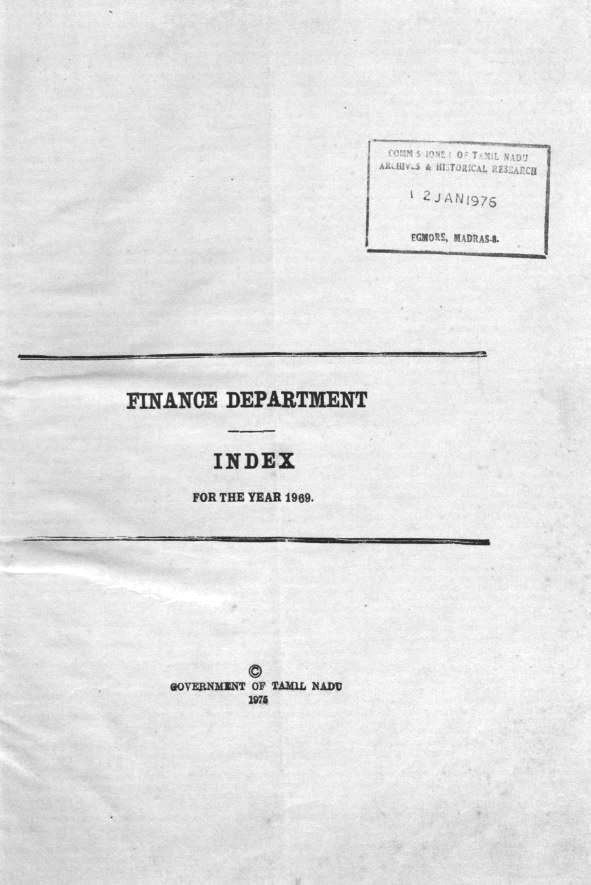 COMMISSIONER OF TAMIL NADU
ARCHIVES & HISTORICAL RESEARCH
12 JAN 1976
EGMORE, MADRAS-8.
FINANCE DEPARTMENT
INDEX
FOR THE YEAR 1969.
©
GOVERNMENT OF TAMIL NADU
1975